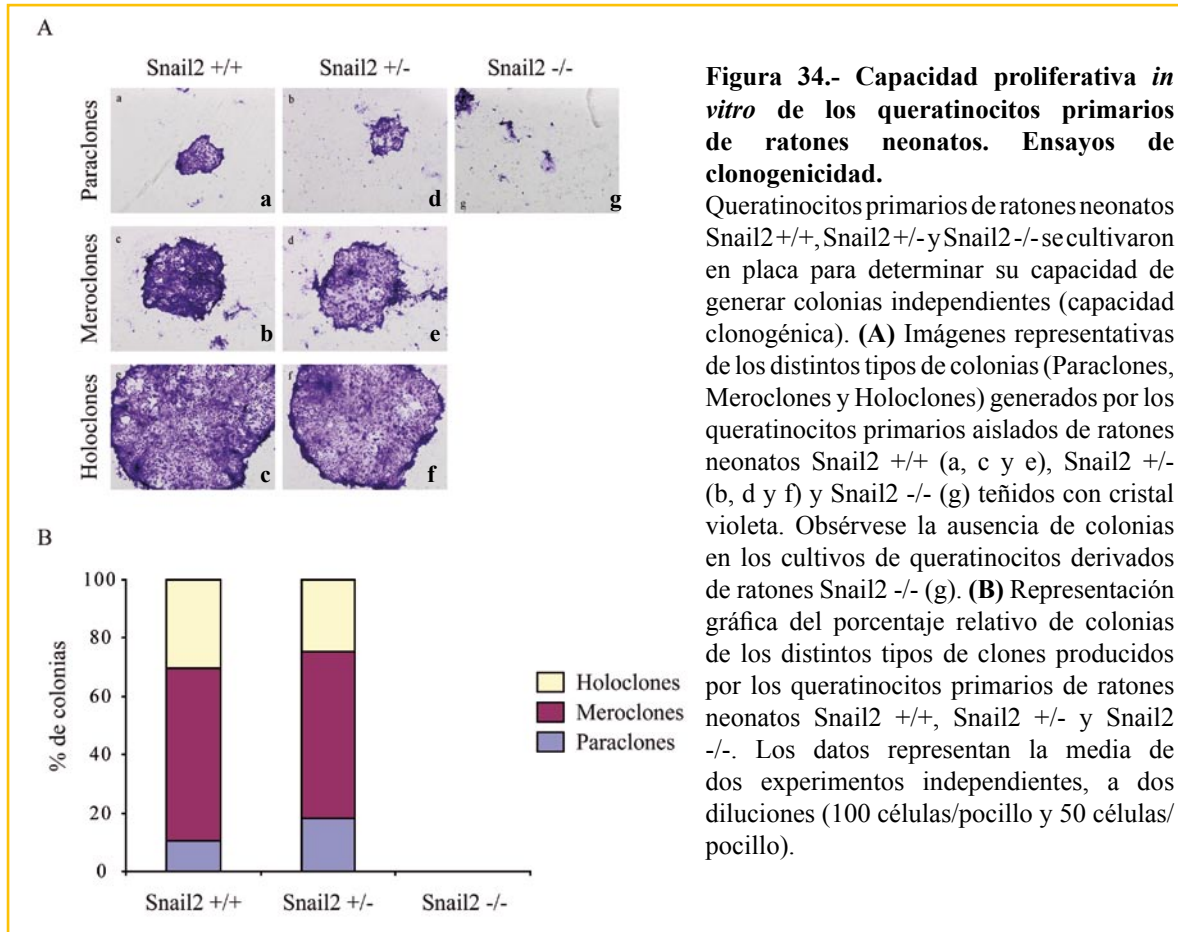 A
Snail2 +/+
Snail2 +/-
Snail2 -/-
Paraclones
a
a
b
d
g
g
Meroclones
c
b
d
e
Holoclones
e
c
f
f
B
100
80
60
40
20
0
% de colonias
Snail2 +/+
Snail2 +/-
Snail2 -/-
Holoclones
Meroclones
Paraclones
Figura 34.- Capacidad proliferativa in
vitro de los queratinocitos primarios
de ratones neonatos. Ensayos de
clonogenicidad.
Queratinocitos primarios de ratones neonatos
Snail2 +/+, Snail2 +/- y Snail2 -/- se cultivaron
en placa para determinar su capacidad de
generar colonias independientes (capacidad
clonogénica). (A) Imágenes representativas
de los distintos tipos de colonias (Paraclones,
Meroclones y Holoclones) generados por los
queratinocitos primarios aislados de ratones
neonatos Snail2 +/+ (a, c y e), Snail2 +/-
(b, d y f) y Snail2 -/- (g) teñidos con cristal
violeta. Obsérvese la ausencia de colonias
en los cultivos de queratinocitos derivados
de ratones Snail2 -/- (g). (B) Representación
gráfica del porcentaje relativo de colonias
de los distintos tipos de clones producidos
por los queratinocitos primarios de ratones
neonatos Snail2 +/+, Snail2 +/- y Snail2
-/-. Los datos representan la media de
dos experimentos independientes, a dos
diluciones (100 células/pocillo y 50 células/
pocillo).